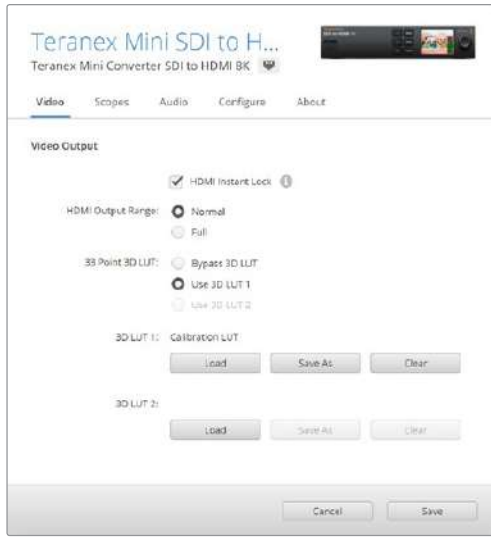 Teranex Mini SDI to H...
Teranex Mini Converter SDI to HDMI 8K
Video Scopes Audio Configure About
Video Output
HDMI Instant Lock
HDMI Output Range: Normal
Full
33 Point 3D LUT: Bypass 3D LUT
Use 3D LUT 1
Use 3D LUT 2
3D LUT 1: Calibration LUT
Load Save As Clear
3D LUT 2:
Load Save As Clear
Cancel Save